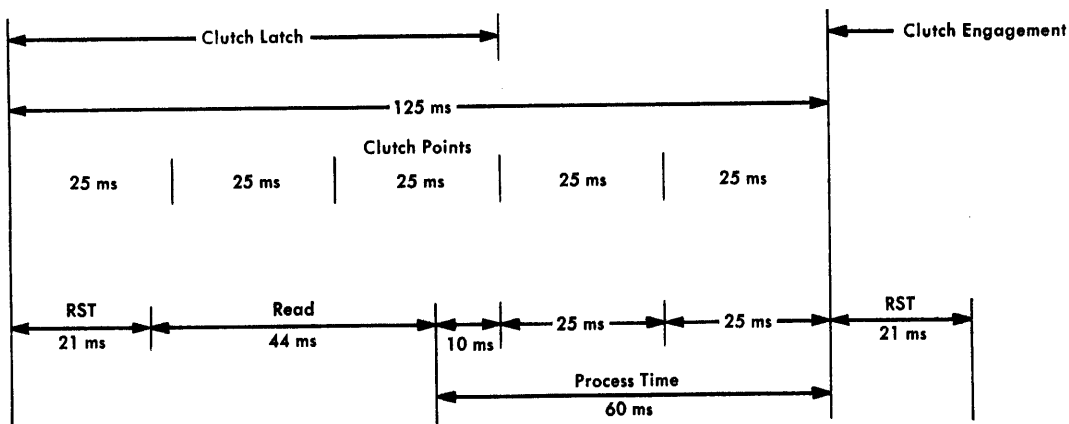 Clutch Latch
Clutch Engagement
125 ms
Clutch Points
25 ms 25 ms 25 ms 25 ms 25 ms
RST Read RST
21 ms 44 ms 10 ms 25 ms 25 ms 21 ms
Process Time
60 ms